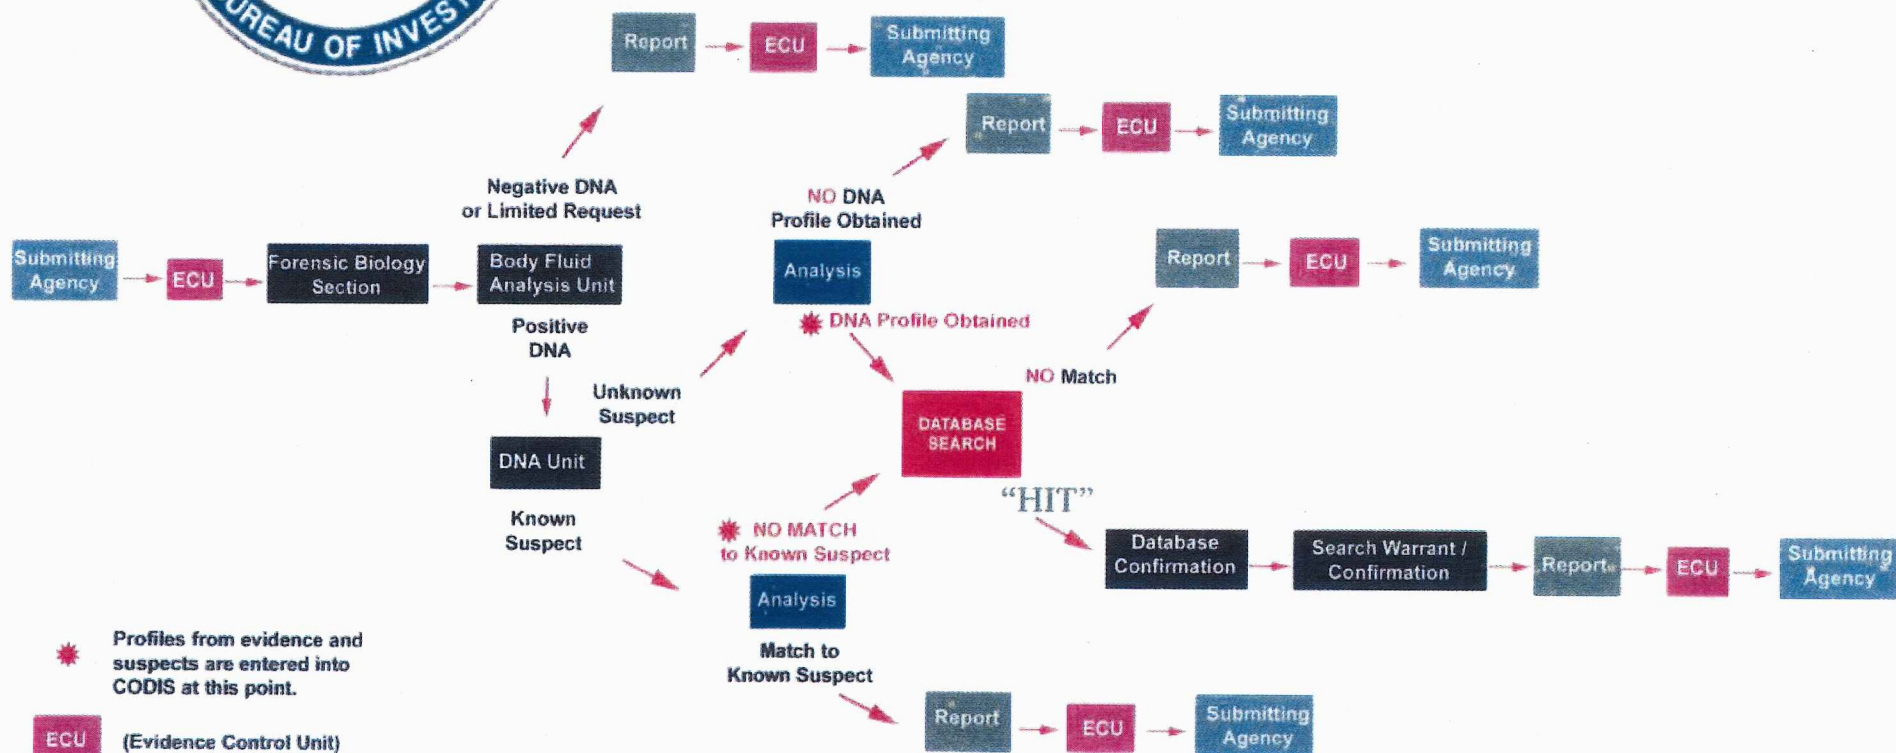 BUREAU OF INVEST
Report
ECU
Submitting
Agency
Report
ECU
Submitting
Agency
Negative DNA
or Limited Request
NO DNA
Profile Obtained
Submitting
Agency
ECU
Forensic Biology
Section
Body Fluid
Analysis Unit
Analysis
Report
ECU
Submitting
Agency
Positive
DNA
DNA Profile Obtained
Unknown
Suspect
NO Match
DATABASE
SEARCH
DNA Unit
"HIT"
Known
Suspect
NO MATCH
to Known Suspect
Database
Confirmation
Search Warrant /
Confirmation
Report
ECU
Submitting
Agency
Analysis
Match to
Known Suspect
Profiles from evidence and
suspects are entered into
CODIS at this point.
Report
ECU
Submitting
Agency
ECU
(Evidence Control Unit)